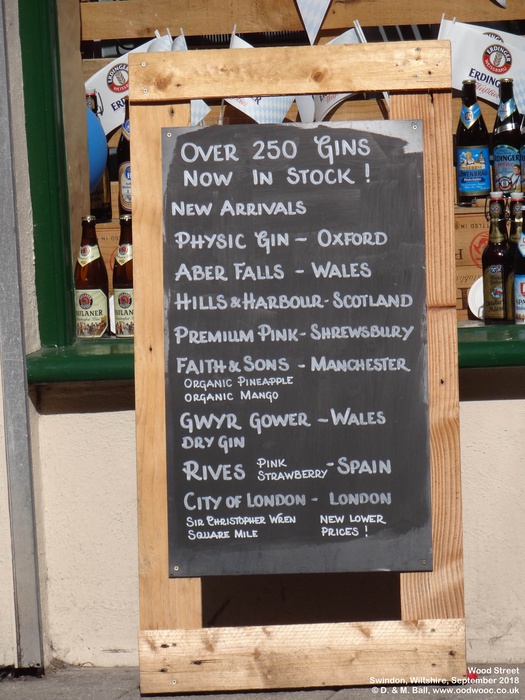 OVER 250 GINS
NOW IN STOCK!
NEW ARRIVALS
PHYSIC GIN - OXFORD
ABER FALLS - WALES
HILLS & HARBOUR - SCOTLAND
PREMIUM PINK - SHREWSBURY
FAITH & SONS - MANCHESTER
ORGANIC PINEAPPLE
ORGANIC MANGO
GWYR GOWER - WALES
DRY GIN
RIVES PINK STRAWBERRY - SPAIN
CITY OF LONDON - LONDON
SIR CHRISTOPHER WREN
SQUARE MILE
NEW LOWER
PRICES!
ERDINGER
ERDINGER
ERDINGER
Wood Street
Swindon, Wiltshire, September 2018
© D. & M. Ball, www.oodwooc.co.uk